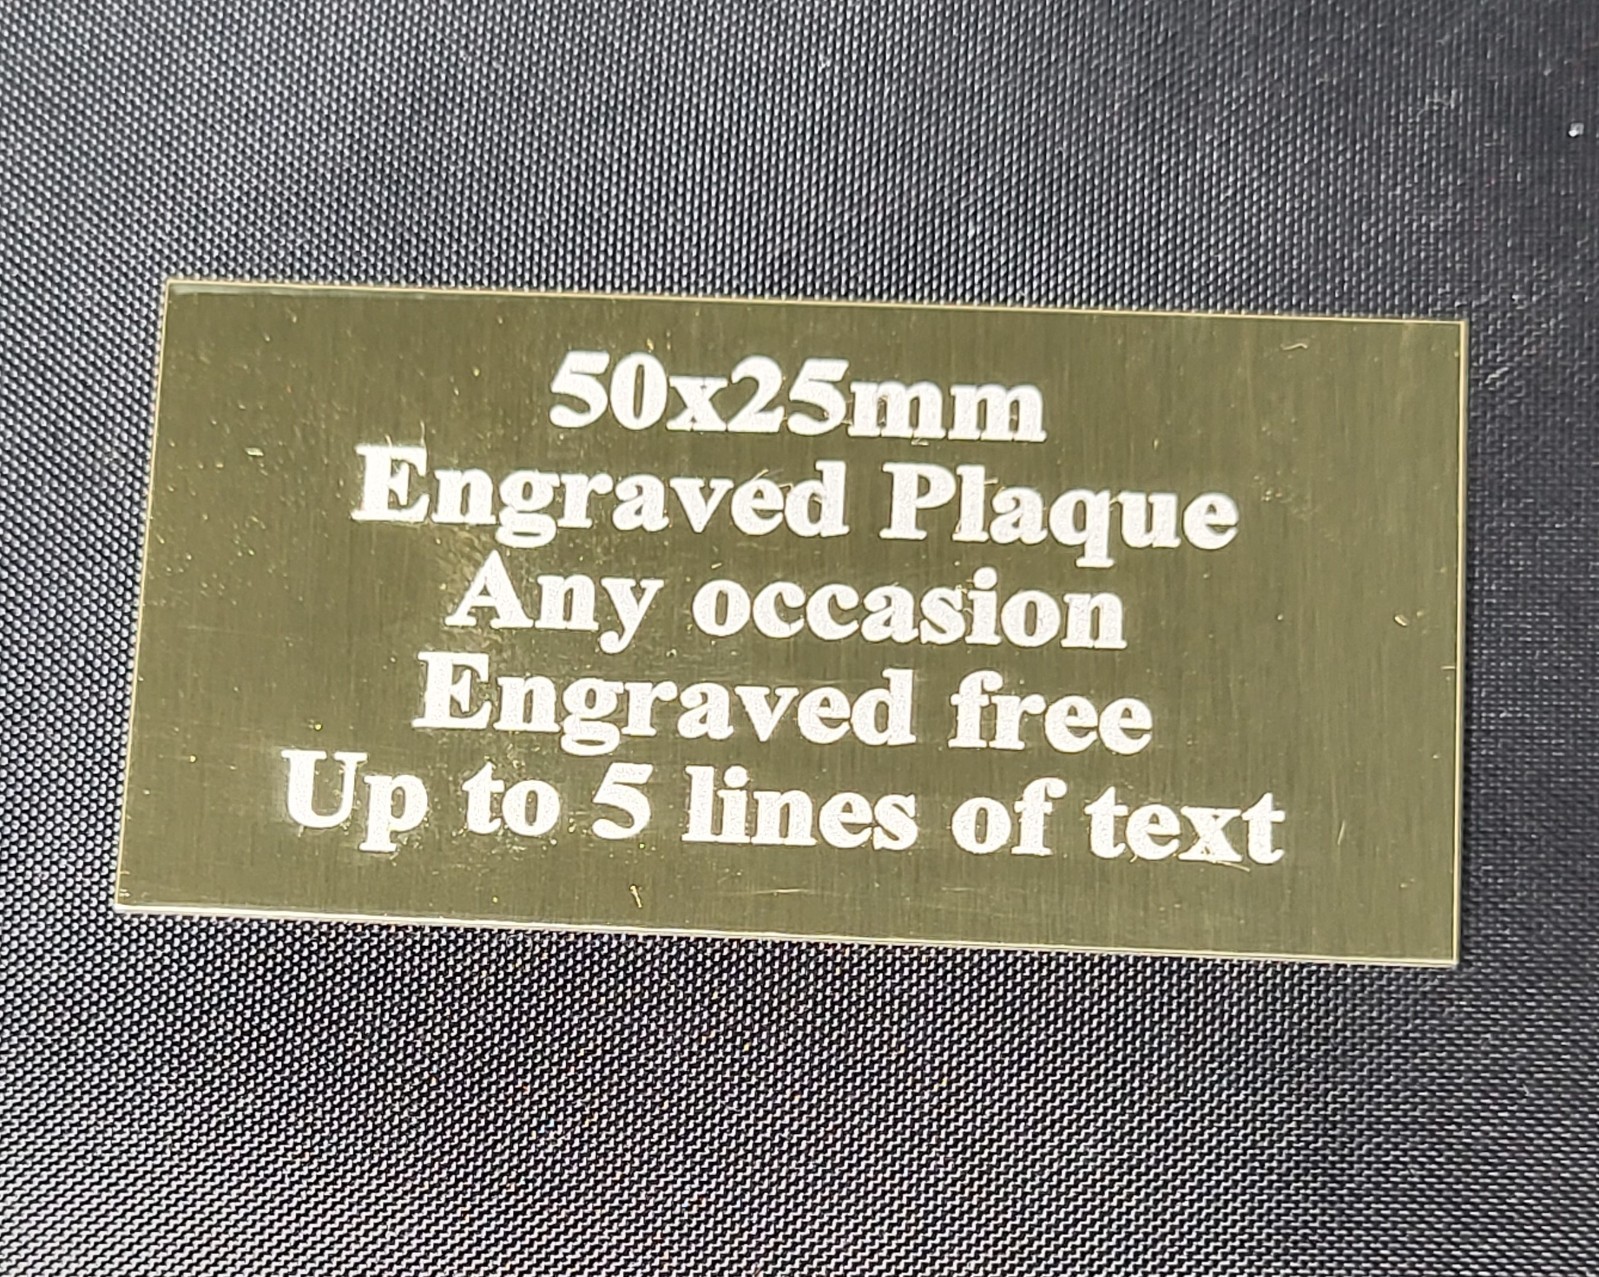 50x25mm
Engraved Plaque
Any occasion
Engraved free
Up to 5 lines of text